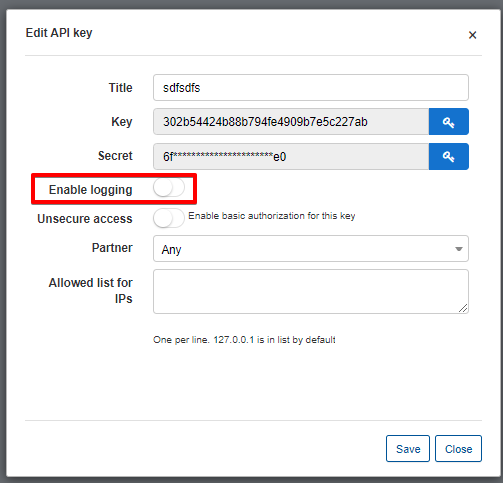 Edit API key
×
Title
sdfsdfs
Key
302b54424b88b794fe4909b7e5c227ab
Secret
6f**********************e0
Enable logging
Unsecure access
Enable basic authorization for this key
Partner
Any
Allowed list for
IPs
One per line. 127.0.0.1 is in list by default
Save
Close